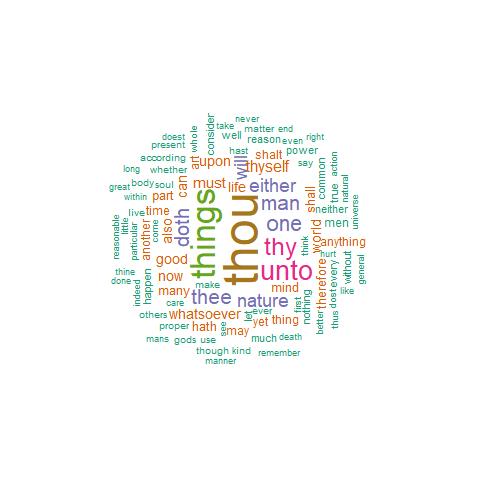 never
take
matter end
consider
doest
whole
well
reason even right
present
hast
power
according
art
upon
will
shalt
say
long
whether
can
must
life
thyself
common
true
action
natural
great
body soul
either
within
part
man
shall
neither
live
time
doth
things
thou
one
men
universe
reasonable
little
particular
another
come
also
thy
think
world
anything
hurt
good
unto
thine
done
happen
now
make
mind
therefore
every
without
general
indeed
many
thee
nature
first
nothing
dost
like
care
whatsoever
see
let
ever
others
proper
hath
may
yet
thing
better
thus
mans
gods use
much
death
though kind
remember
manner